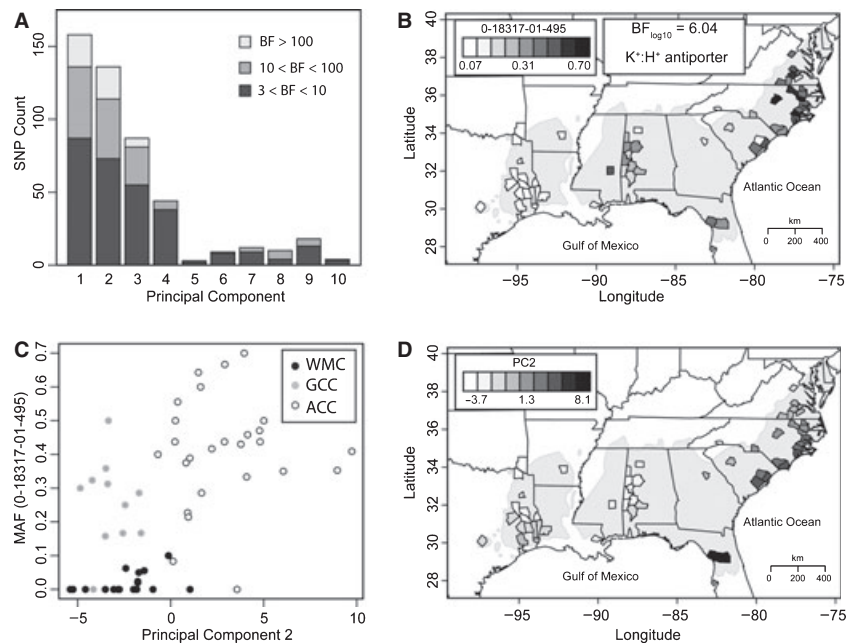 A
SNP Count
150
100
50
0
BF > 100
10 < BF < 100
3 < BF < 10
1 2 3 4 5 6 7 8 9 10
Principal Component
B
Latitude
40
38
36
34
32
30
28
0-18317-01-495
0.07 0.31 0.70
BFlog10 = 6.04
K⁺:H⁺ antiporter
Atlantic Ocean
Gulf of Mexico
km
0 200 400
−95 −90 −85 −80 −75
Longitude
C
MAF (0-18317-01-495)
0.7
0.6
0.5
0.4
0.3
0.2
0.1
0.0
WMC
GCC
ACC
−5 0 5 10
Principal Component 2
D
Latitude
40
38
36
34
32
30
28
PC2
−3.7 1.3 8.1
Atlantic Ocean
Gulf of Mexico
km
0 200 400
−95 −90 −85 −80 −75
Longitude